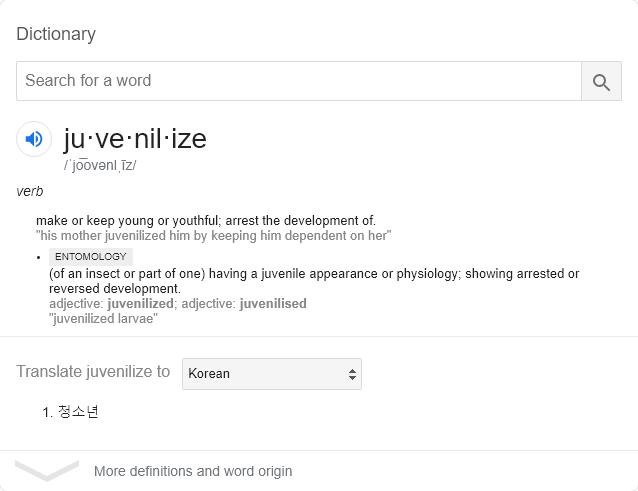 Dictionary
Search for a word
ju·ve·nil·ize
/ˈjo͞ovənlˌīz/
verb
make or keep young or youthful; arrest the development of.
"his mother juvenilized him by keeping him dependent on her"
• ENTOMOLOGY
(of an insect or part of one) having a juvenile appearance or physiology; showing arrested or
reversed development.
adjective: juvenilized; adjective: juvenilised
"juvenilized larvae"
Translate juvenilize to Korean
1. 청소년
More definitions and word origin